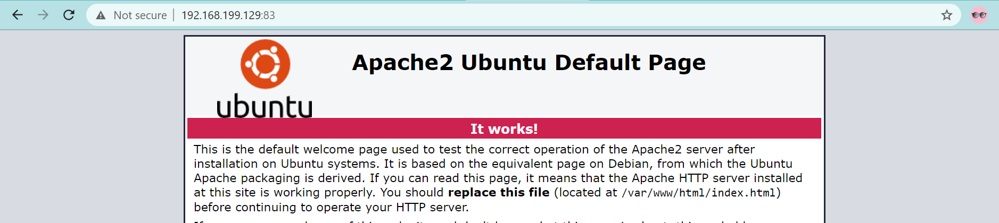 Not secure | 192.168.199.129:83
Apache2 Ubuntu Default Page
ubuntu
It works!
This is the default welcome page used to test the correct operation of the Apache2 server after
installation on Ubuntu systems. It is based on the equivalent page on Debian, from which the Ubuntu
Apache packaging is derived. If you can read this page, it means that the Apache HTTP server installed
at this site is working properly. You should replace this file (located at /var/www/html/index.html)
before continuing to operate your HTTP server.